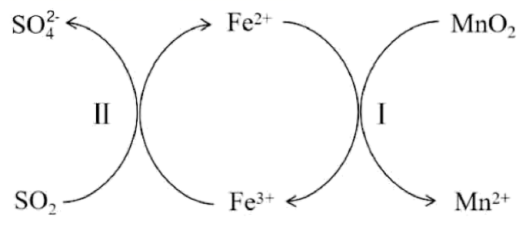 SO₄²⁻ Fe²⁺ MnO₂
II I
SO₂ Fe³⁺ Mn²⁺